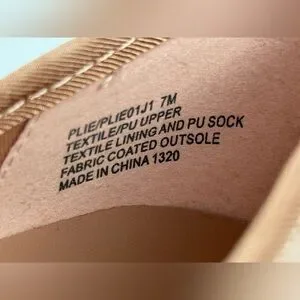 PLIE/PLIE01J1 7M
TEXTILE/PU UPPER
TEXTILE LINING AND PU SOCK
FABRIC COATED OUTSOLE
MADE IN CHINA 1320